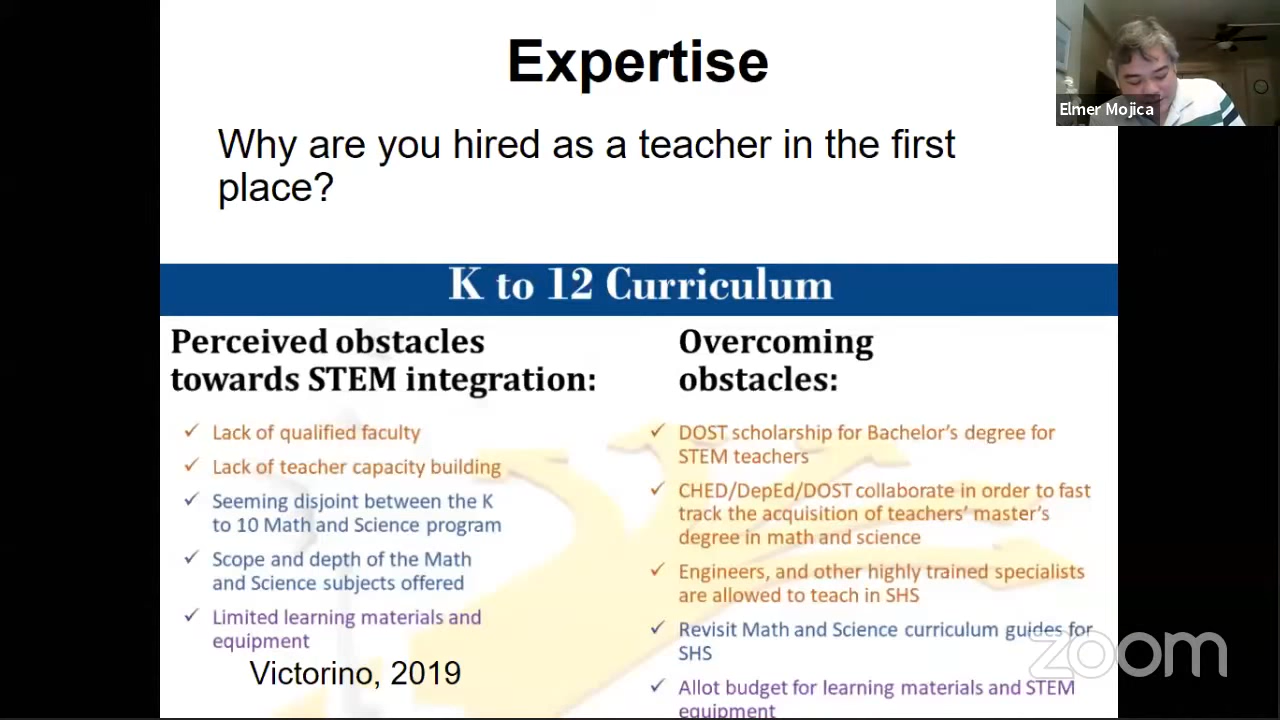 Expertise
Elmer Mojica
Why are you hired as a teacher in the first
place?
K to 12 Curriculum
Perceived obstacles
towards STEM integration:
✓ Lack of qualified faculty
✓ Lack of teacher capacity building
✓ Seeming disjoint between the K
to 10 Math and Science program
✓ Scope and depth of the Math
and Science subjects offered
✓ Limited learning materials and
equipment
Victorino, 2019
Overcoming
obstacles:
✓ DOST scholarship for Bachelor's degree for
STEM teachers
✓ CHED/DepEd/DOST collaborate in order to fast
track the acquisition of teachers' master's
degree in math and science
✓ Engineers, and other highly trained specialists
are allowed to teach in SHS
✓ Revisit Math and Science curriculum guides for
SHS
✓ Allot budget for learning materials and STEM
equipment
zoom